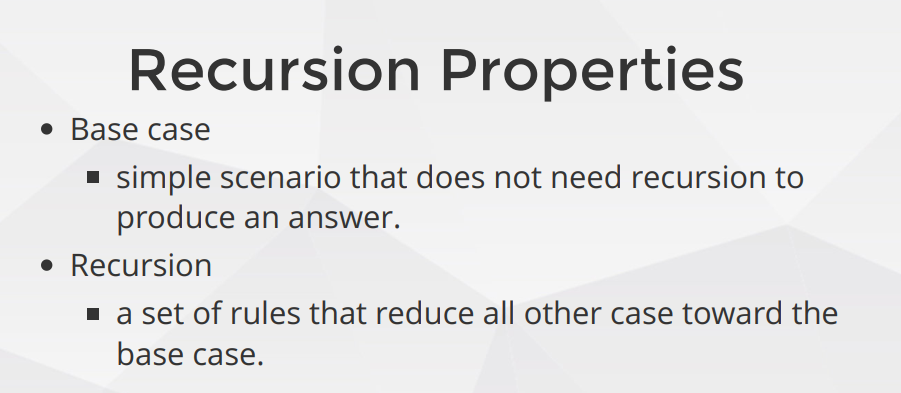 Recursion Properties
• Base case
▪ simple scenario that does not need recursion to
produce an answer.
• Recursion
▪ a set of rules that reduce all other case toward the
base case.